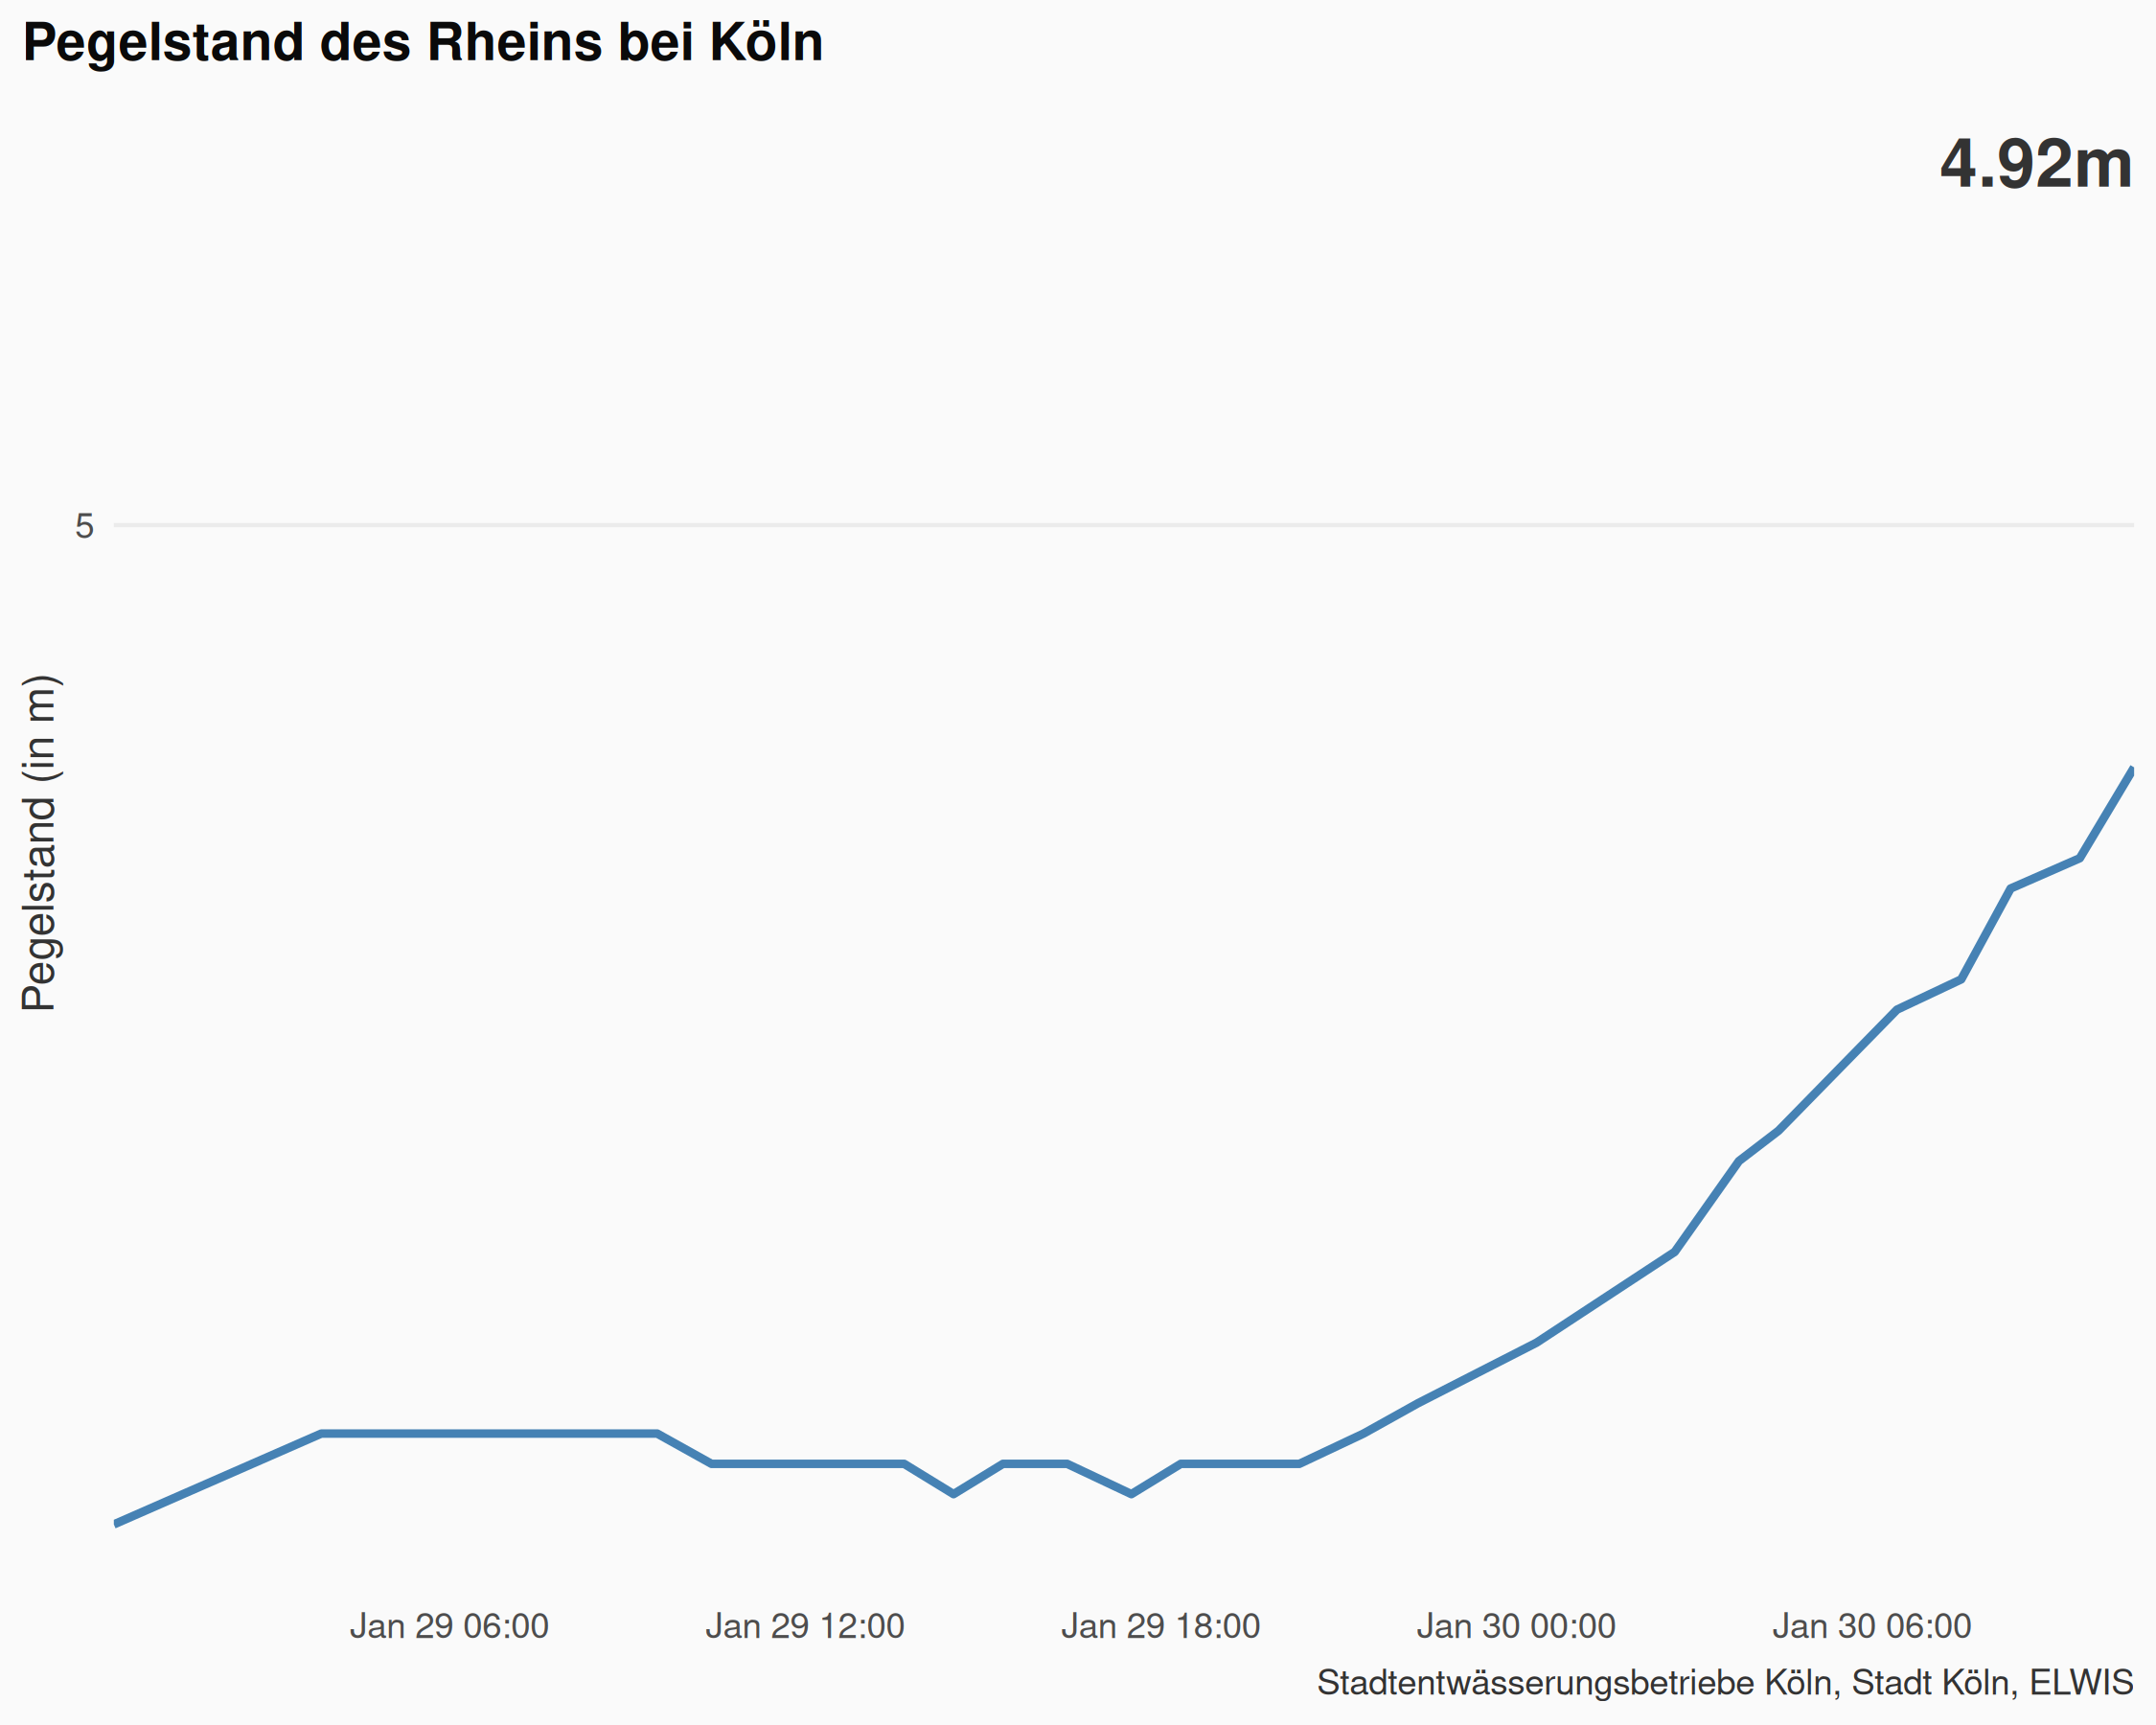 Pegelstand des Rheins bei Köln
4.92m
5
Pegelstand (in m)
Jan 29 06:00
Jan 29 12:00
Jan 29 18:00
Jan 30 00:00
Jan 30 06:00
Stadtentwässerungsbetriebe Köln, Stadt Köln, ELWIS